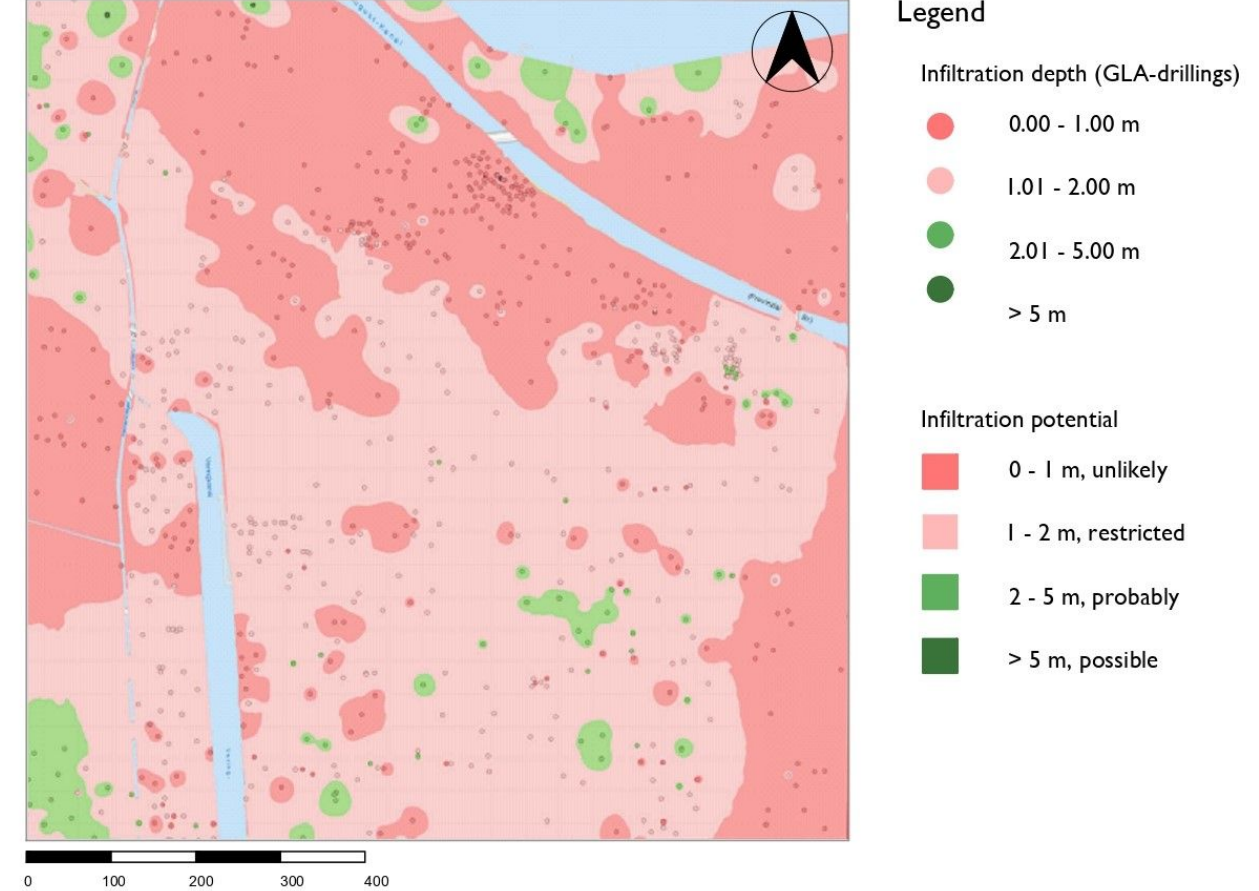 Legend
Infiltration depth (GLA-drillings)
0.00 - 1.00 m
1.01 - 2.00 m
2.01 - 5.00 m
> 5 m
Infiltration potential
0 - 1 m, unlikely
1 - 2 m, restricted
2 - 5 m, probably
> 5 m, possible
0 100 200 300 400